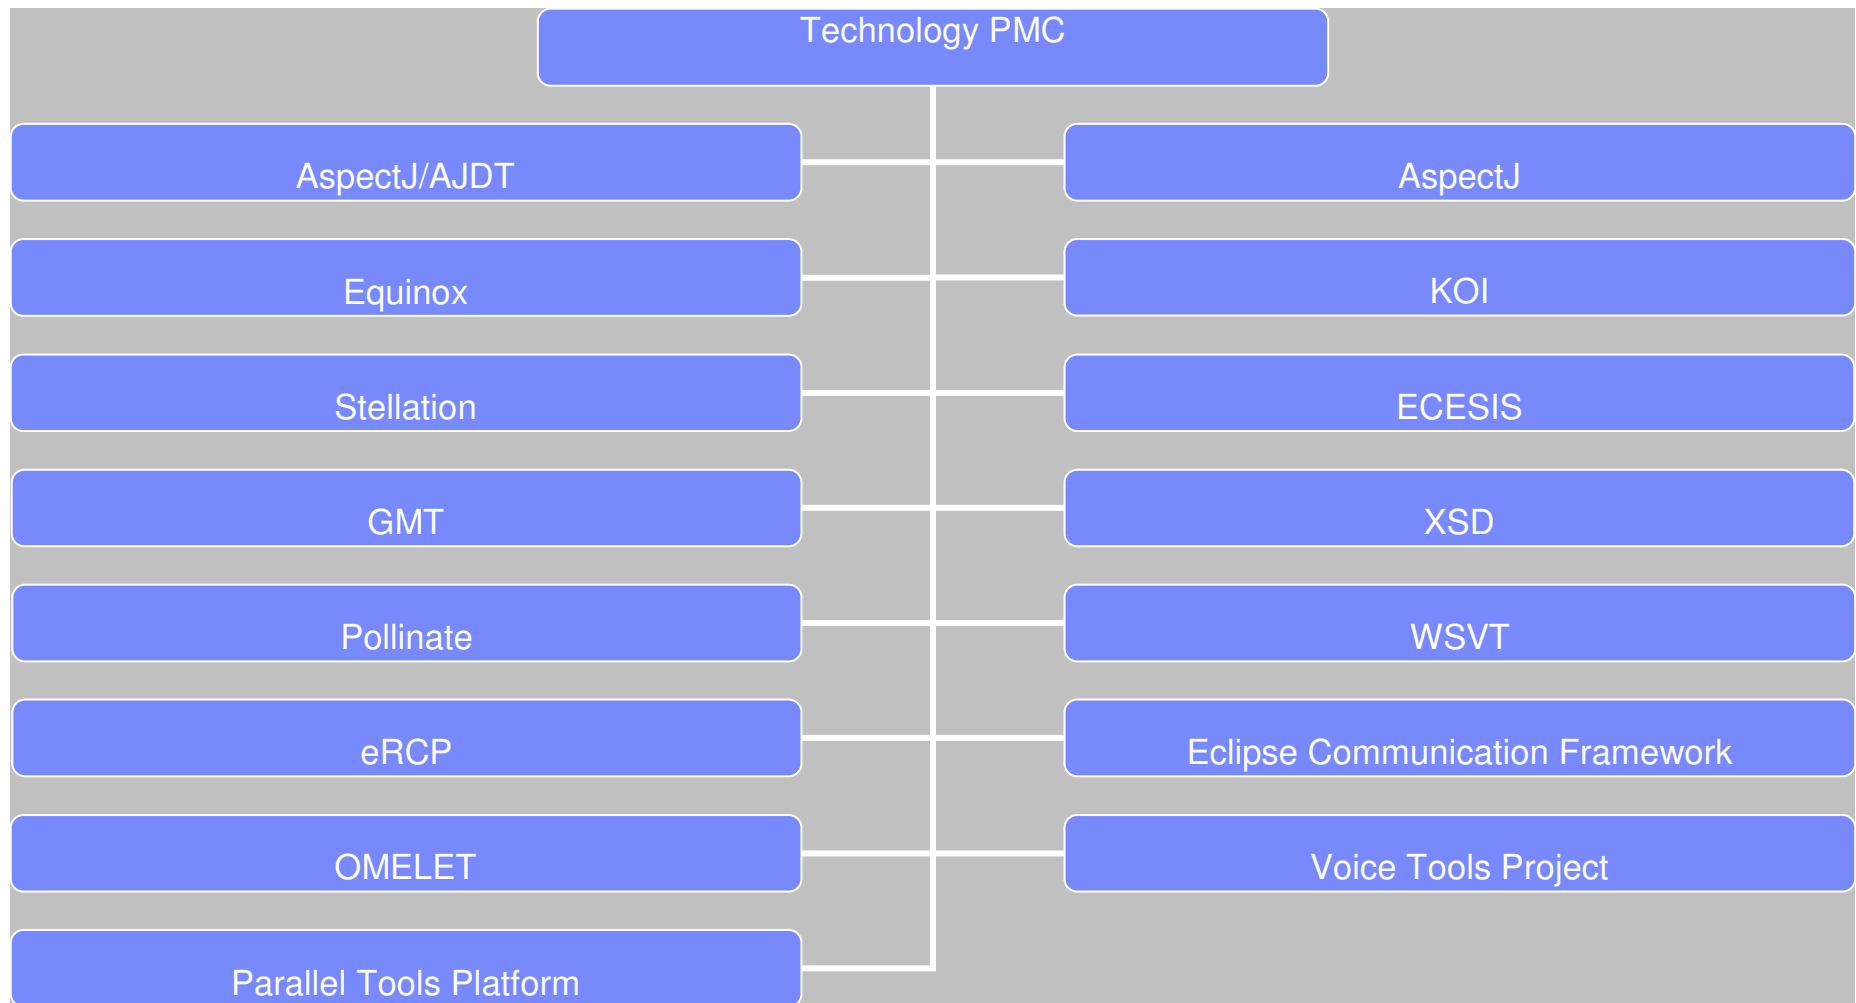 Technology PMC
AspectJ/AJDT
AspectJ
Equinox
KOI
Stellation
ECESIS
GMT
XSD
Pollinate
WSVT
eRCP
Eclipse Communication Framework
OMELET
Voice Tools Project
Parallel Tools Platform